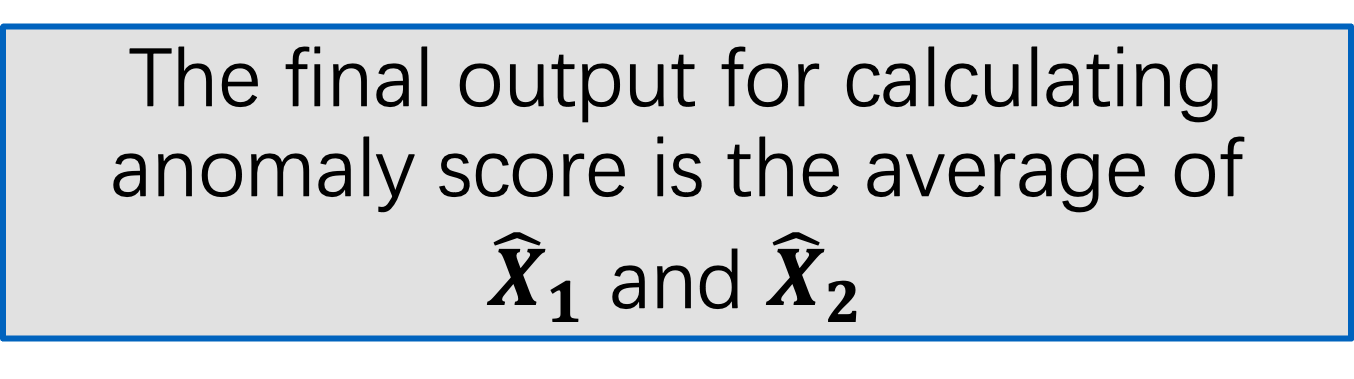 The final output for calculating
anomaly score is the average of
X̂₁ and X̂₂